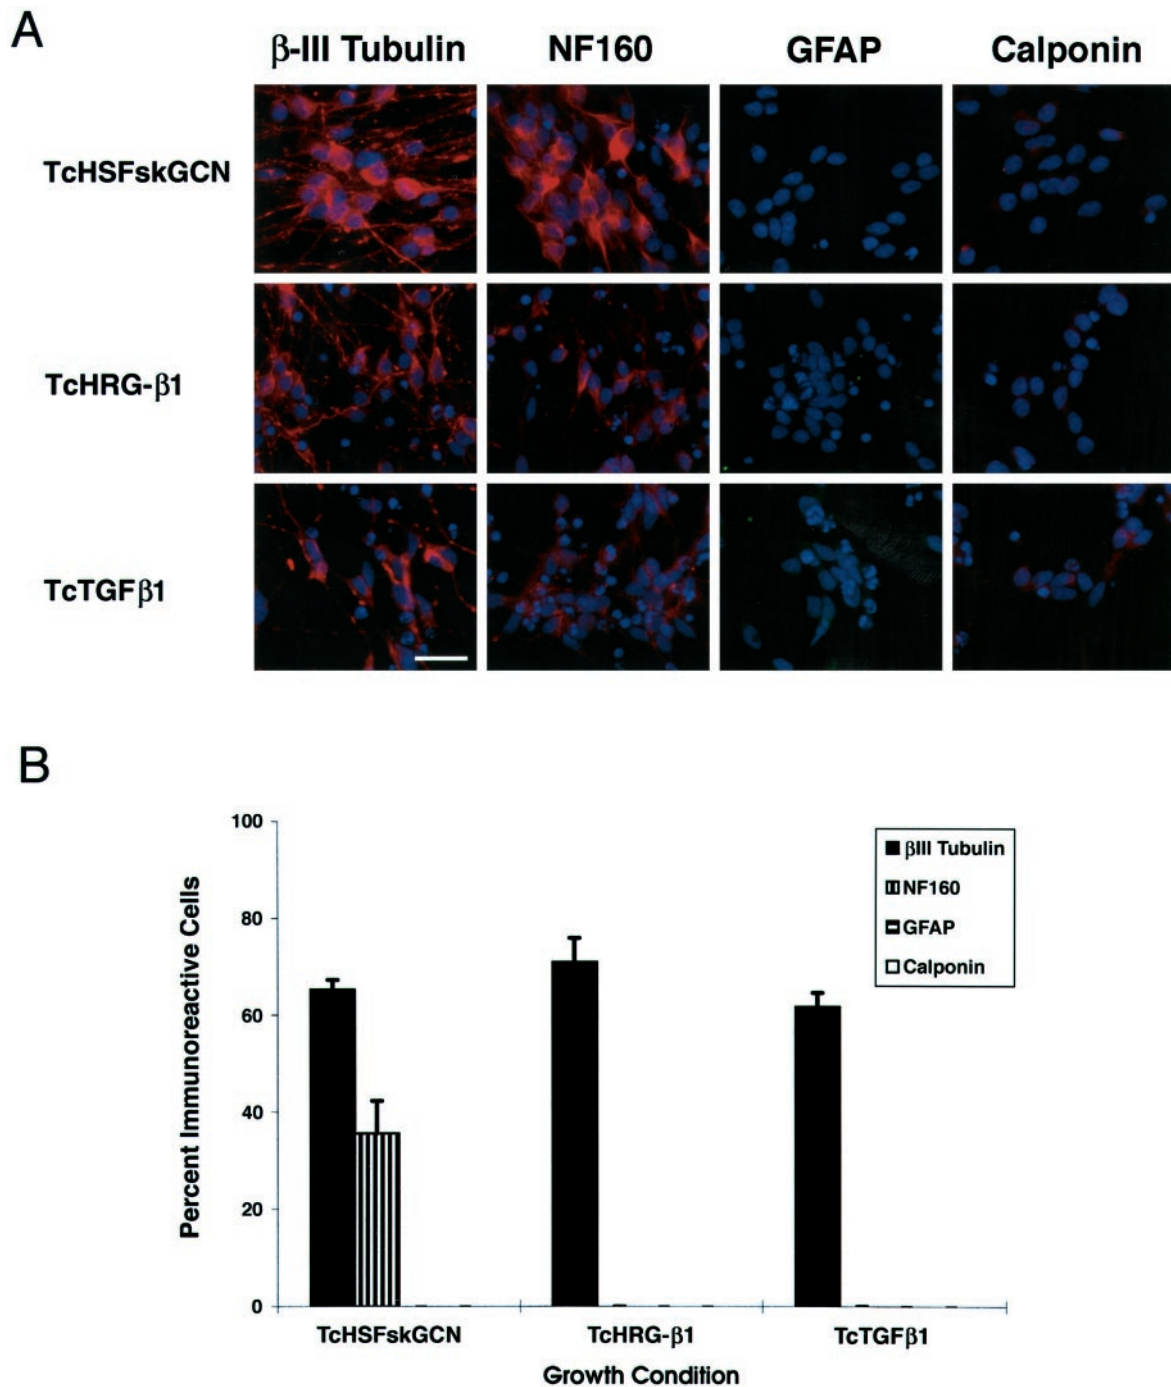 A
β-III Tubulin NF160 GFAP Calponin
TcHSFskGCN
TcHRG-β1
TcTGFβ1
B
100
80
60
40
20
0
Percent Immunoreactive Cells
βIII Tubulin
NF160
GFAP
Calponin
TcHSFskGCN TcHRG-β1 TcTGFβ1
Growth Condition